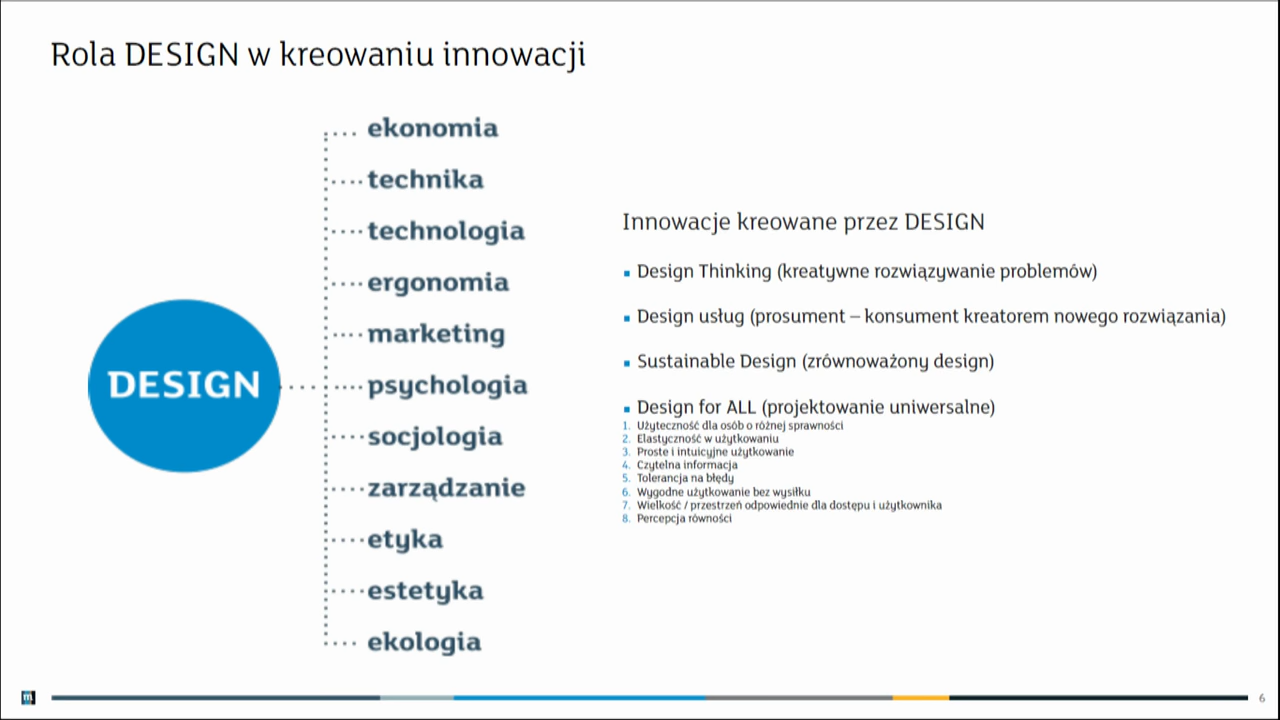 Rola DESIGN w kreowaniu innowacji
DESIGN
ekonomia
technika
technologia
ergonomia
marketing
psychologia
socjologia
zarządzanie
etyka
estetyka
ekologia
Innowacje kreowane przez DESIGN
▪ Design Thinking (kreatywne rozwiązywanie problemów)
▪ Design usług (prosument – konsument kreatorem nowego rozwiązania)
▪ Sustainable Design (zrównoważony design)
▪ Design for ALL (projektowanie uniwersalne)
1. Użyteczność dla osób o różnej sprawności
2. Elastyczność w użytkowaniu
3. Proste i intuicyjne użytkowanie
4. Czytelna informacja
5. Tolerancja na błędy
6. Wygodne użytkowanie bez wysiłku
7. Wielkość / przestrzeń odpowiednie dla dostępu i użytkownika
8. Percepcja równości
m
6